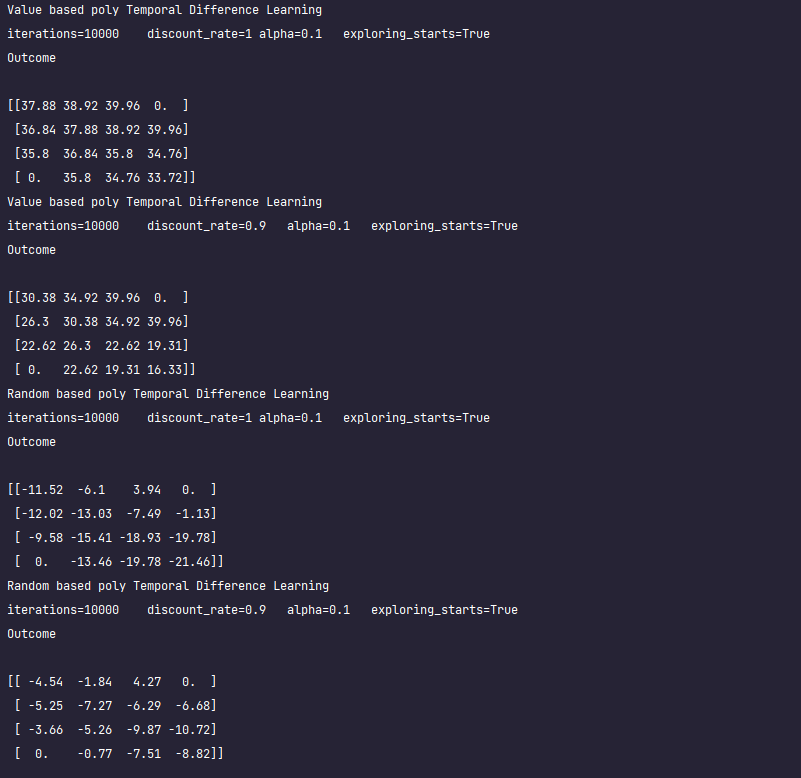 Value based poly Temporal Difference Learning
iterations=10000    discount_rate=1 alpha=0.1   exploring_starts=True
Outcome
[[37.88 38.92 39.96  0.  ]
 [36.84 37.88 38.92 39.96]
 [35.8  36.84 35.8  34.76]
 [ 0.   35.8  34.76 33.72]]
Value based poly Temporal Difference Learning
iterations=10000    discount_rate=0.9   alpha=0.1   exploring_starts=True
Outcome
[[30.38 34.92 39.96  0.  ]
 [26.3  30.38 34.92 39.96]
 [22.62 26.3  22.62 19.31]
 [ 0.   22.62 19.31 16.33]]
Random based poly Temporal Difference Learning
iterations=10000    discount_rate=1 alpha=0.1   exploring_starts=True
Outcome
[[-11.52  -6.1    3.94   0.  ]
 [-12.02 -13.03  -7.49  -1.13]
 [ -9.58 -15.41 -18.93 -19.78]
 [  0.   -13.46 -19.78 -21.46]]
Random based poly Temporal Difference Learning
iterations=10000    discount_rate=0.9   alpha=0.1   exploring_starts=True
Outcome
[[ -4.54  -1.84   4.27   0.  ]
 [ -5.25  -7.27  -6.29  -6.68]
 [ -3.66  -5.26  -9.87 -10.72]
 [  0.    -0.77  -7.51  -8.82]]